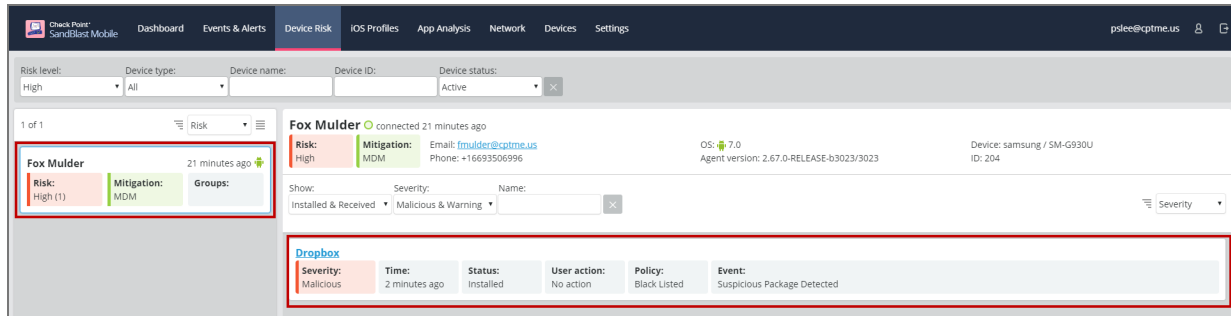 Check Point®
SandBlast Mobile
Dashboard Events & Alerts Device Risk iOS Profiles App Analysis Network Devices Settings pslee@cptme.us
Risk level: Device type: Device name: Device ID: Device status:
High All Active
1 of 1 Risk
Fox Mulder 21 minutes ago
Risk: Mitigation: Groups:
High (1) MDM
Fox Mulder connected 21 minutes ago
Risk: Mitigation: Email: fmulder@cptme.us OS: 7.0 Device: samsung / SM-G930U
High MDM Phone: +16693506996 Agent version: 2.67.0-RELEASE-b3023/3023 ID: 204
Show: Severity: Name:
Installed & Received Malicious & Warning Severity
Dropbox
Severity: Time: Status: User action: Policy: Event:
Malicious 2 minutes ago Installed No action Black Listed Suspicious Package Detected